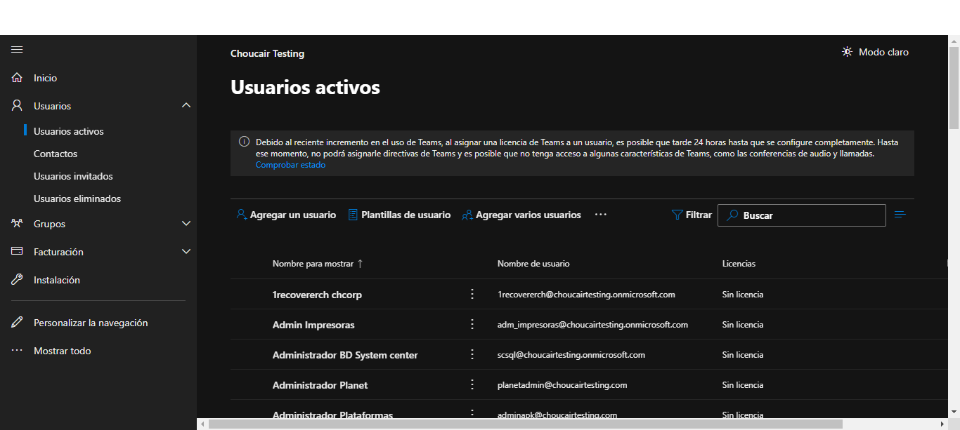 Choucair Testing
Modo claro
Inicio
Usuarios
Usuarios activos
Contactos
Usuarios invitados
Usuarios eliminados
Grupos
Facturación
Instalación
Personalizar la navegación
Mostrar todo
Usuarios activos
Debido al reciente incremento en el uso de Teams, al asignar una licencia de Teams a un usuario, es posible que tarde 24 horas hasta que se configure completamente. Hasta
ese momento, no podrá asignarle directivas de Teams y es posible que no tenga acceso a algunas características de Teams, como las conferencias de audio y llamadas.
Comprobar estado
Agregar un usuario Plantillas de usuario Agregar varios usuarios ... Filtrar Buscar
Nombre para mostrar ↑ Nombre de usuario Licencias
1recovererch chcorp 1recovererch@choucairtesting.onmicrosoft.com Sin licencia
Admin Impresoras adm_impresoras@choucairtesting.onmicrosoft.com Sin licencia
Administrador BD System center scsql@choucairtesting.onmicrosoft.com Sin licencia
Administrador Planet planetadmin@choucairtesting.com Sin licencia
Administrador Plataformas adminapk@choucairtesting.com Sin licencia